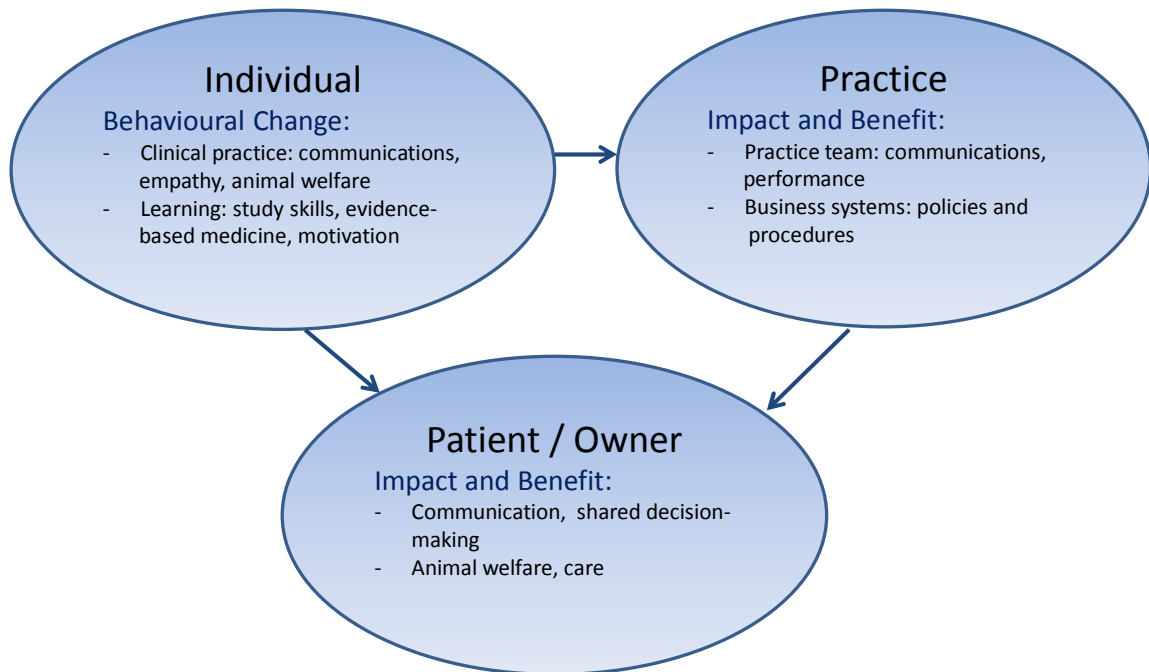 Individual
Behavioural Change:
- Clinical practice: communications,
empathy, animal welfare
- Learning: study skills, evidence-
based medicine, motivation
Practice
Impact and Benefit:
- Practice team: communications,
performance
- Business systems: policies and
procedures
Patient / Owner
Impact and Benefit:
- Communication, shared decision-
making
- Animal welfare, care